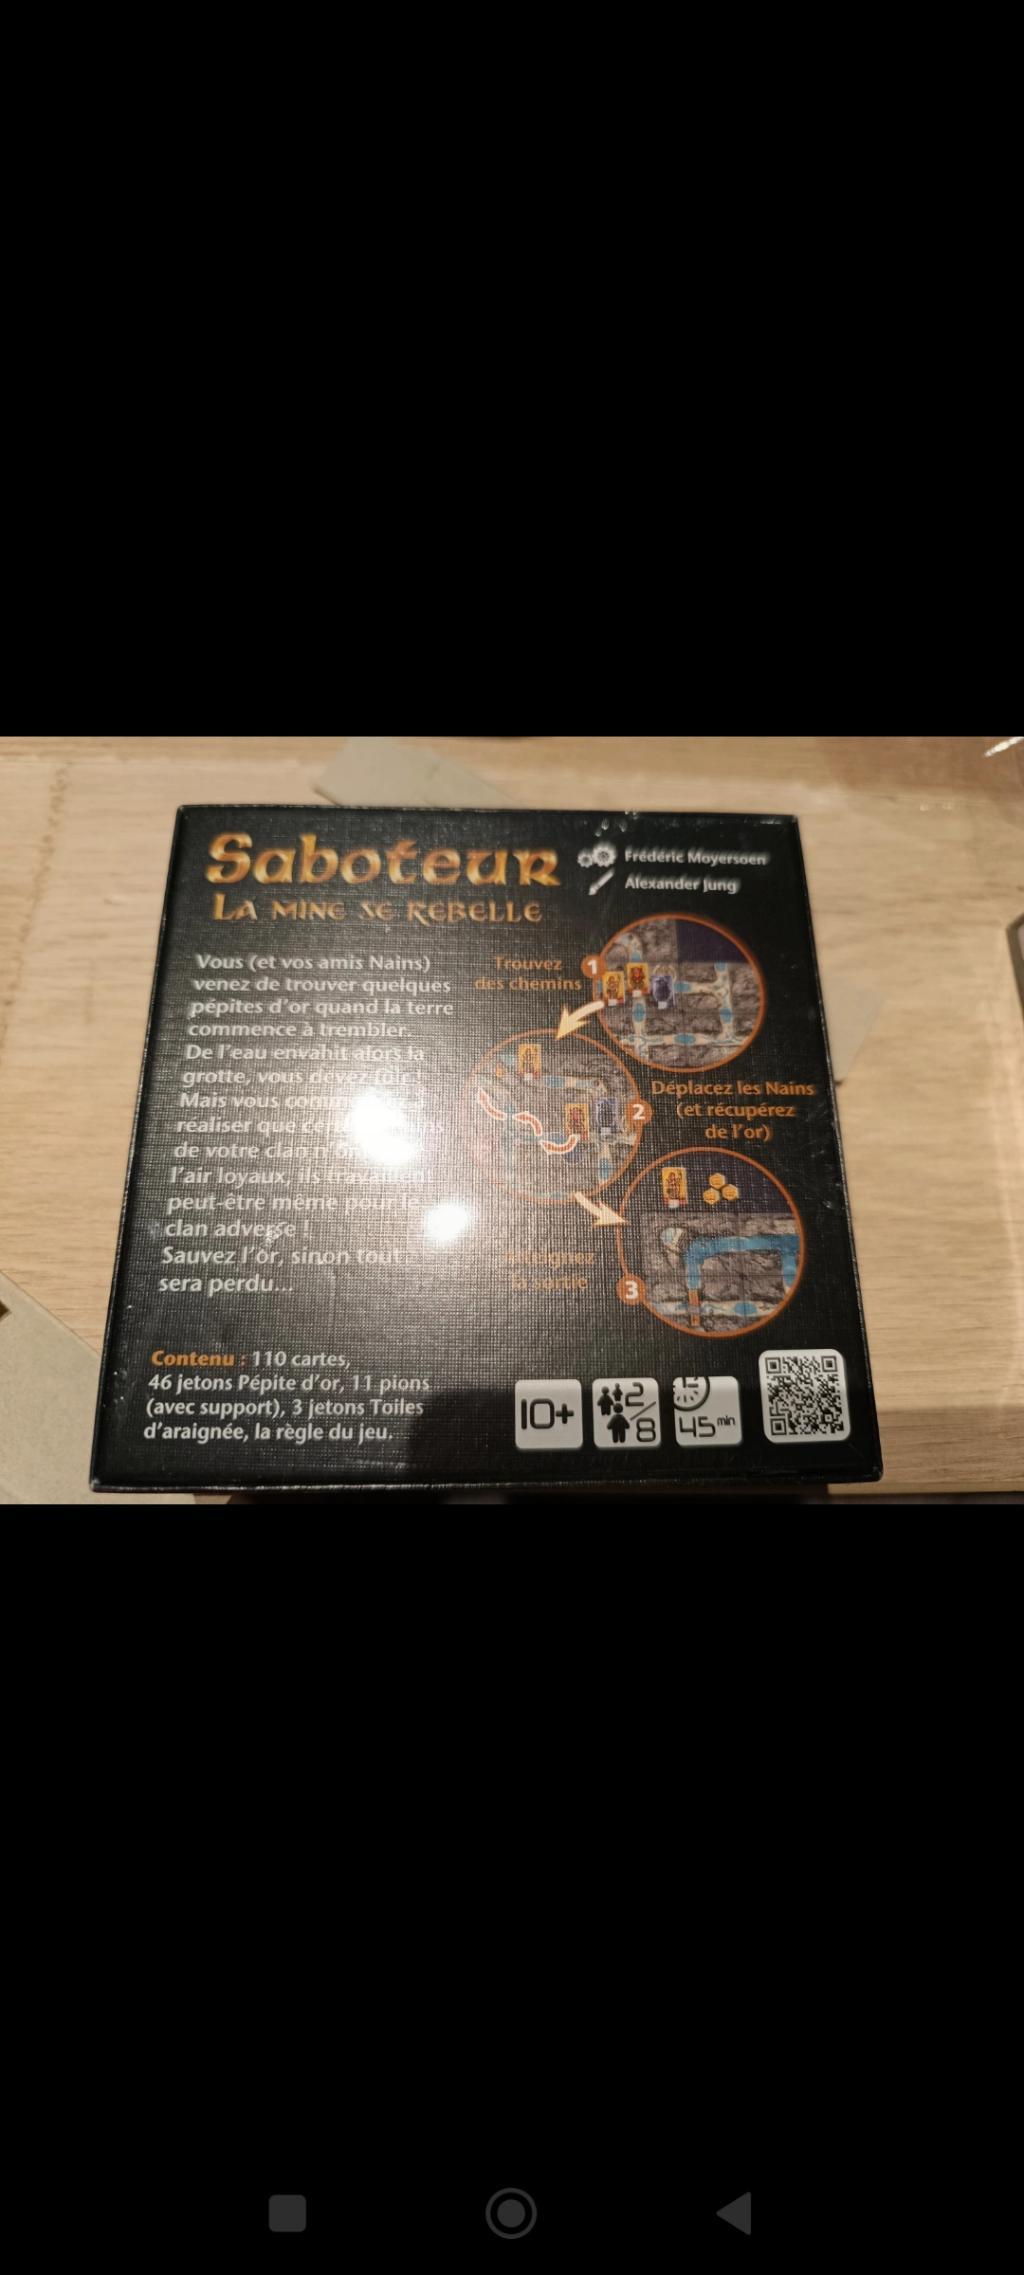 Saboteur
LA MINE SE REBELLE
Frédéric Moyersoen
Alexander Jung
Vous (et vos amis Nains)
venez de trouver quelques
pépites d'or quand la terre
commence à trembler.
De l'eau envahit alors la
grotte, vous devez
Mais vous
réaliser que
de votre clan
l'air loyaux, ils
peut-être même pour le
clan adverse !
Sauvez l'or, sinon tout
sera perdu...
1
Trouvez
des chemins
2
Déplacez les Nains
(et récupérez
de l'or)
la sortie
3
Contenu : 110 cartes,
46 jetons Pépite d'or, 11 pions
(avec support), 3 jetons Toiles
d'araignée, la règle du jeu.
10+
2/8
15
45 min